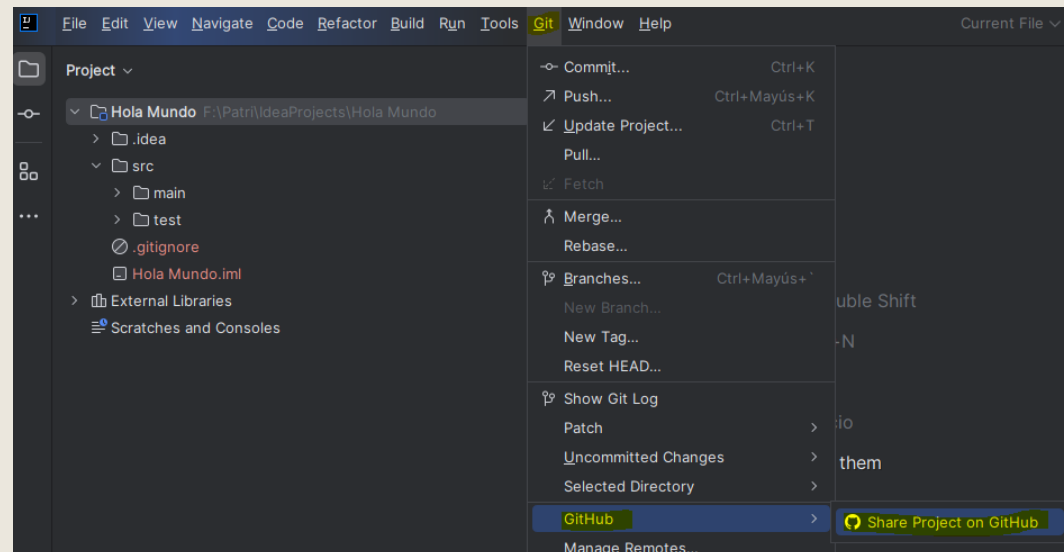 IJ
File Edit View Navigate Code Refactor Build Run Tools Git Window Help Current File
Project
Hola Mundo F:\Patri\IdeaProjects\Hola Mundo
.idea
src
main
test
.gitignore
Hola Mundo.iml
External Libraries
Scratches and Consoles
Commit... Ctrl+K
Push... Ctrl+Mayús+K
Update Project... Ctrl+T
Pull...
Fetch
Merge...
Rebase...
Branches... Ctrl+Mayús+`
New Branch...
New Tag...
Reset HEAD...
Show Git Log
Patch
Uncommitted Changes
Selected Directory
GitHub
Manage Remotes...
Share Project on GitHub
uble Shift
-N
io
them